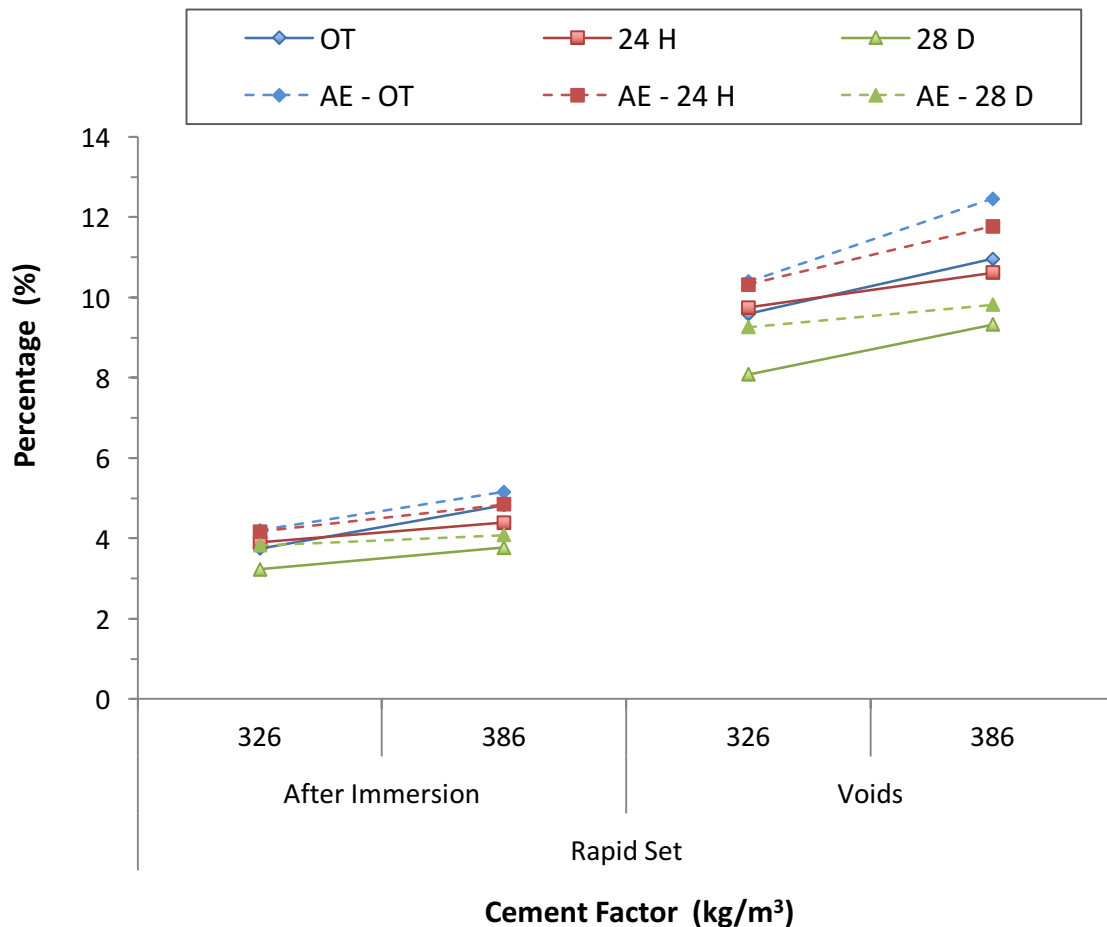 OT 24 H 28 D
AE - OT AE - 24 H AE - 28 D
14
12
10
8
6
4
2
0
Percentage (%)
326 386 326 386
After Immersion Voids
Rapid Set
Cement Factor (kg/m³)